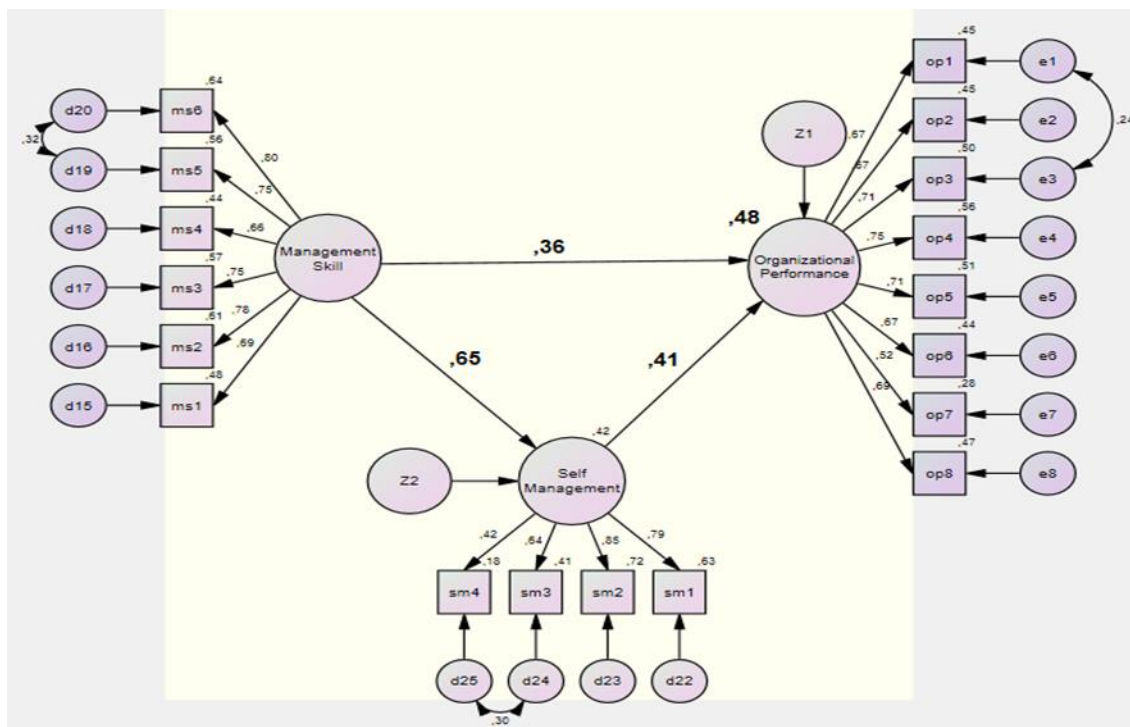 ,64
d20
ms6
,32
,80
,56
d19
ms5
,75
,44
d18
ms4
,66
,57
d17
ms3
,75
,61
d16
ms2
,78
,48
d15
ms1
,69
Management
Skill
,36
,65
,41
,48
Z1
Organizational
Performance
,45
op1
e1
,67
,45
op2
e2
,67
,24
,50
op3
e3
,71
,56
op4
e4
,75
,51
op5
e5
,71
,44
op6
e6
,67
,28
op7
e7
,52
,47
op8
e8
,69
,42
Z2
Self
Management
,42
,64
,85
,79
,18
,41
,72
,63
sm4
sm3
sm2
sm1
d25
d24
d23
d22
,30